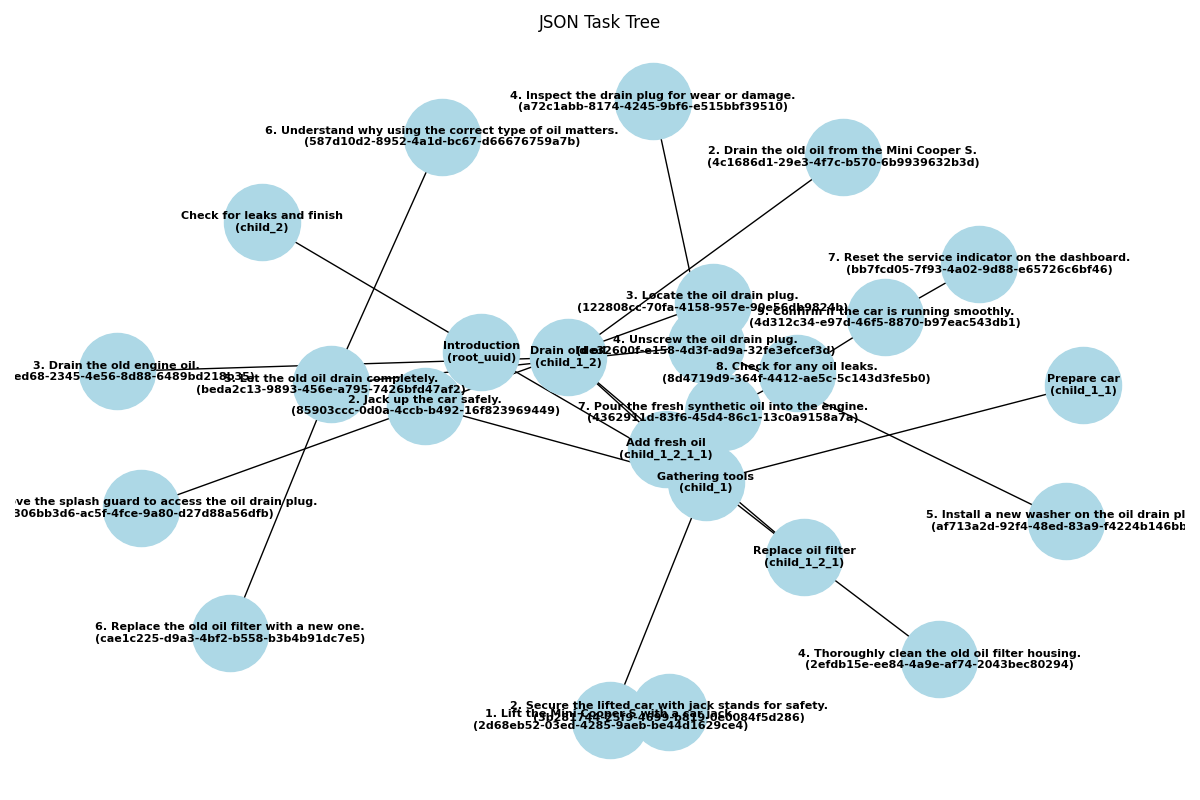 JSON Task Tree
4. Inspect the drain plug for wear or damage.
(a72c1abb-8174-4245-9bf6-e515bbf39510)
6. Understand why using the correct type of oil matters.
(587d10d2-8952-4a1d-bc67-d66676759a7b)
2. Drain the old oil from the Mini Cooper S.
(4c1686d1-29e3-4f7c-b570-6b9939632b3d)
Check for leaks and finish
(child_2)
7. Reset the service indicator on the dashboard.
(bb7fcd05-7f93-4a02-9d88-e65726c6bf46)
3. Locate the oil drain plug.
(122808cc-70fa-4158-957e-90e56db9824b)
9. Confirm if the car is running smoothly.
(4d312c34-e97d-46f5-8870-b97eac543db1)
4. Unscrew the oil drain plug.
Introduction
(root_uuid)
Drain old oil
(child_1_2)
3. Drain the old engine oil.
8. Check for any oil leaks.
(8d4719d9-364f-4412-ae5c-5c143d3fe5b0)
5. Let the old oil drain completely.
(beda2c13-9893-456e-a795-7426bfd47af2)
Prepare car
(child_1_1)
2. Jack up the car safely.
(85903ccc-0d0a-4ccb-b492-16f823969449)
7. Pour the fresh synthetic oil into the engine.
(4362911d-83f6-45d4-86c1-13c0a9158a7a)
Add fresh oil
(child_1_2_1_1)
Gathering tools
(child_1)
the splash guard to access the oil drain plug.
306bb3d6-ac5f-4fce-9a80-d27d88a56dfb)
5. Install a new washer on the oil drain pl
(af713a2d-92f4-48ed-83a9-f4224b146bb
Replace oil filter
(child_1_2_1)
6. Replace the old oil filter with a new one.
(cae1c225-d9a3-4bf2-b558-b3b4b91dc7e5)
4. Thoroughly clean the old oil filter housing.
(2efdb15e-ee84-4a9e-af74-2043bec80294)
2. Secure the lifted car with jack stands for safety.
1. Lift the Mini Cooper S with a car jack.
(2d68eb52-03ed-4285-9aeb-be44d1629ce4)